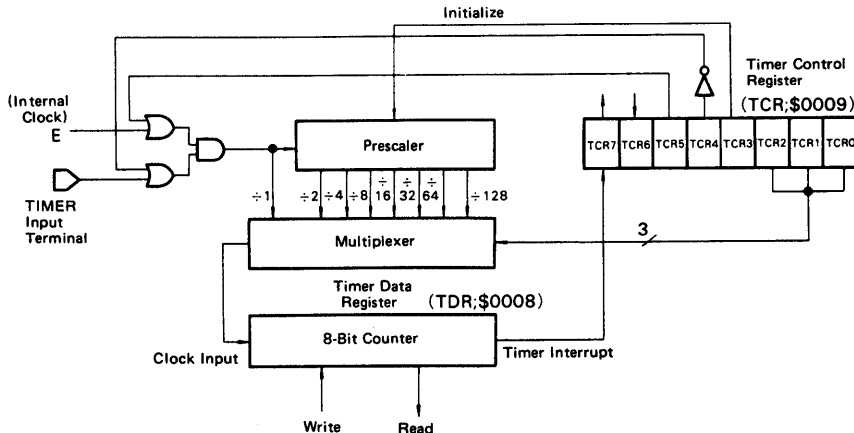 Initialize
Timer Control
Register
(TCR;$0009)
(Internal
Clock)
E
TIMER
Input
Terminal
Prescaler
TCR7 TCR6 TCR5 TCR4 TCR3 TCR2 TCR1 TCR0
÷1 ÷2 ÷4 ÷8 ÷16 ÷32 ÷64 ÷128
3
Multiplexer
Timer Data
Register (TDR;$0008)
8-Bit Counter
Clock Input
Timer Interrupt
Write
Read